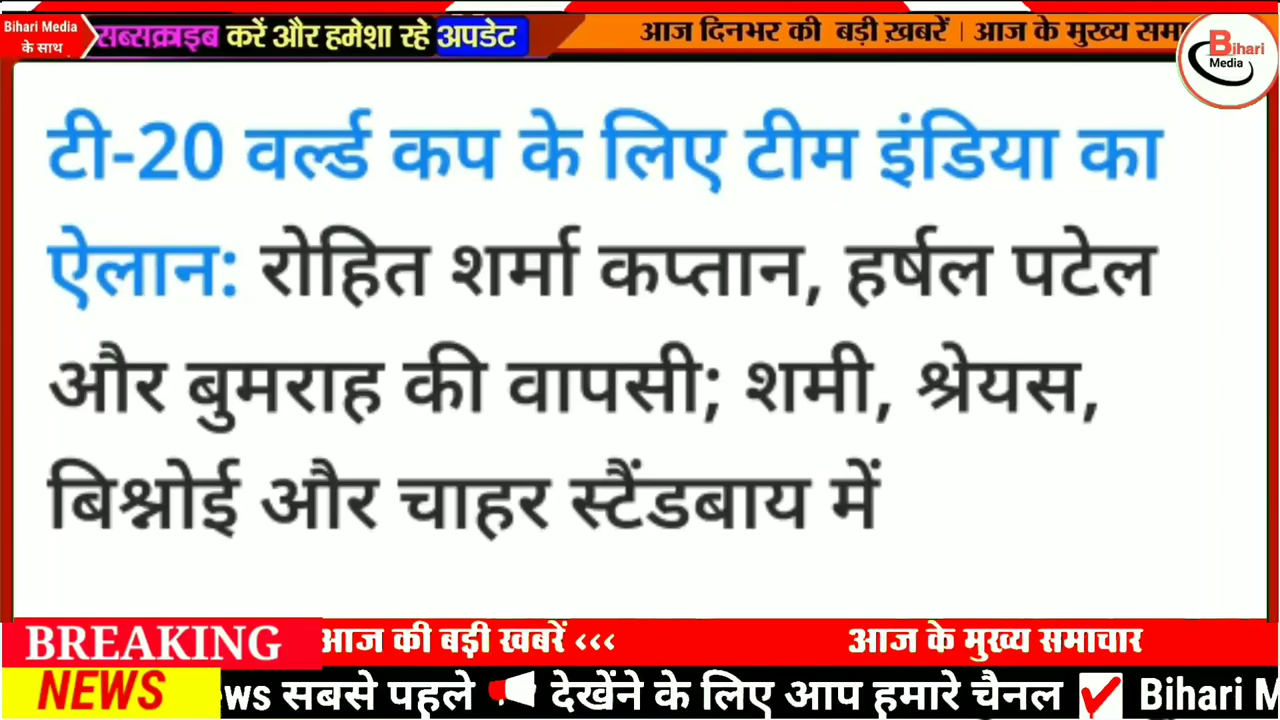 Bihari Media
के साथ
सब्सक्राइब करें और हमेशा रहे अपडेट
आज दिनभर की बड़ी ख़बरें | आज के मुख्य समा
Bihari
Media
टी-20 वर्ल्ड कप के लिए टीम इंडिया का
ऐलान: रोहित शर्मा कप्तान, हर्षल पटेल
और बुमराह की वापसी; शमी, श्रेयस,
बिश्नोई और चाहर स्टैंडबाय में
BREAKING
NEWS
आज की बड़ी खबरें <<<
आज के मुख्य समाचार
ws सबसे पहले देखेंने के लिए आप हमारे चैनल Bihari M